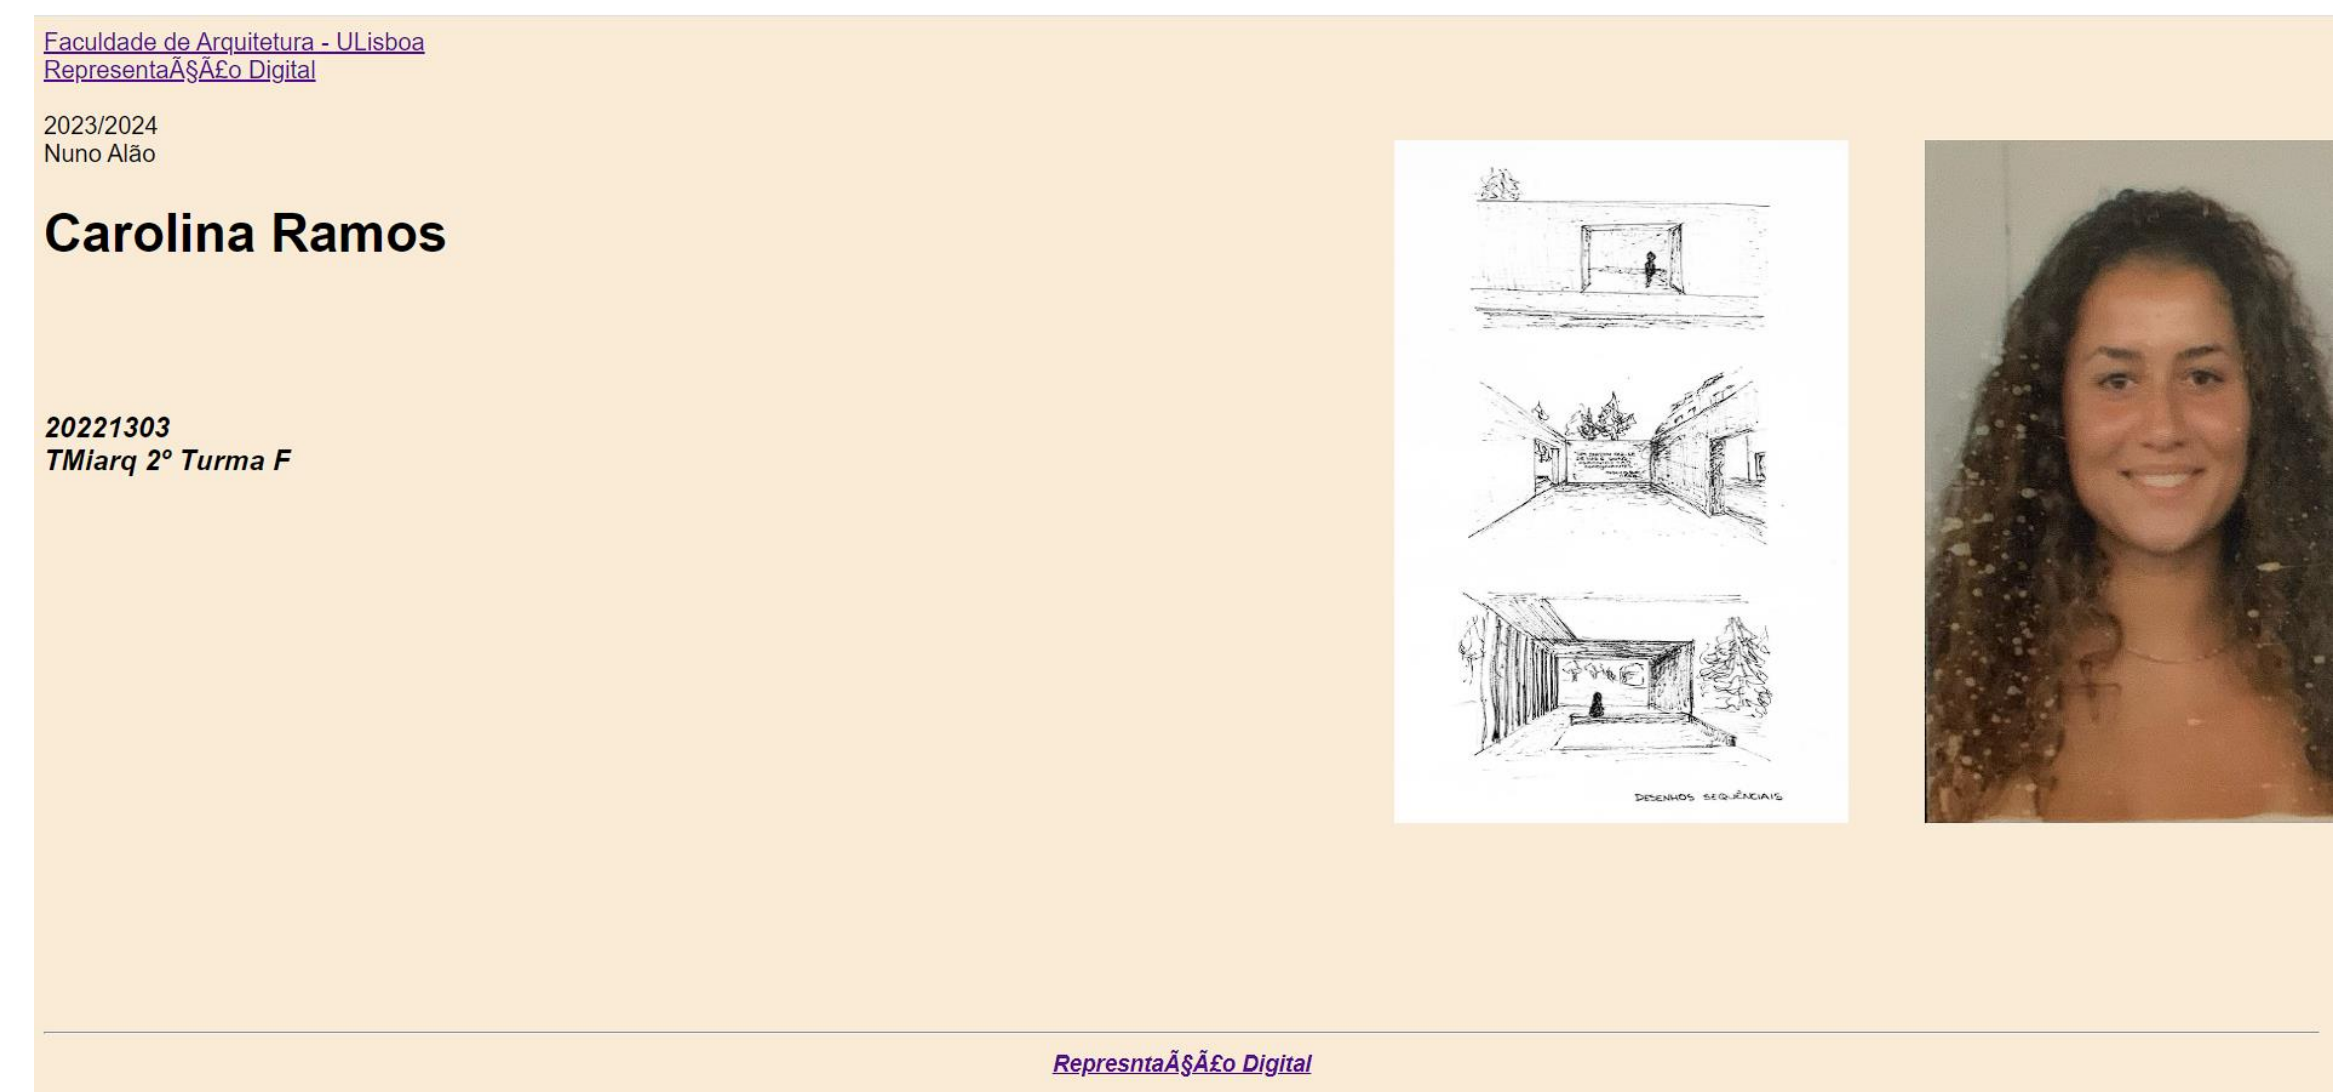 Faculdade de Arquitetura - ULisboa
RepresentaÃ§Ã£o Digital
2023/2024
Nuno Alão
Carolina Ramos
20221303
TMiarq 2º Turma F
DESENHOS SEQUÊNCIAIS
RepresntaÃ§Ã£o Digital